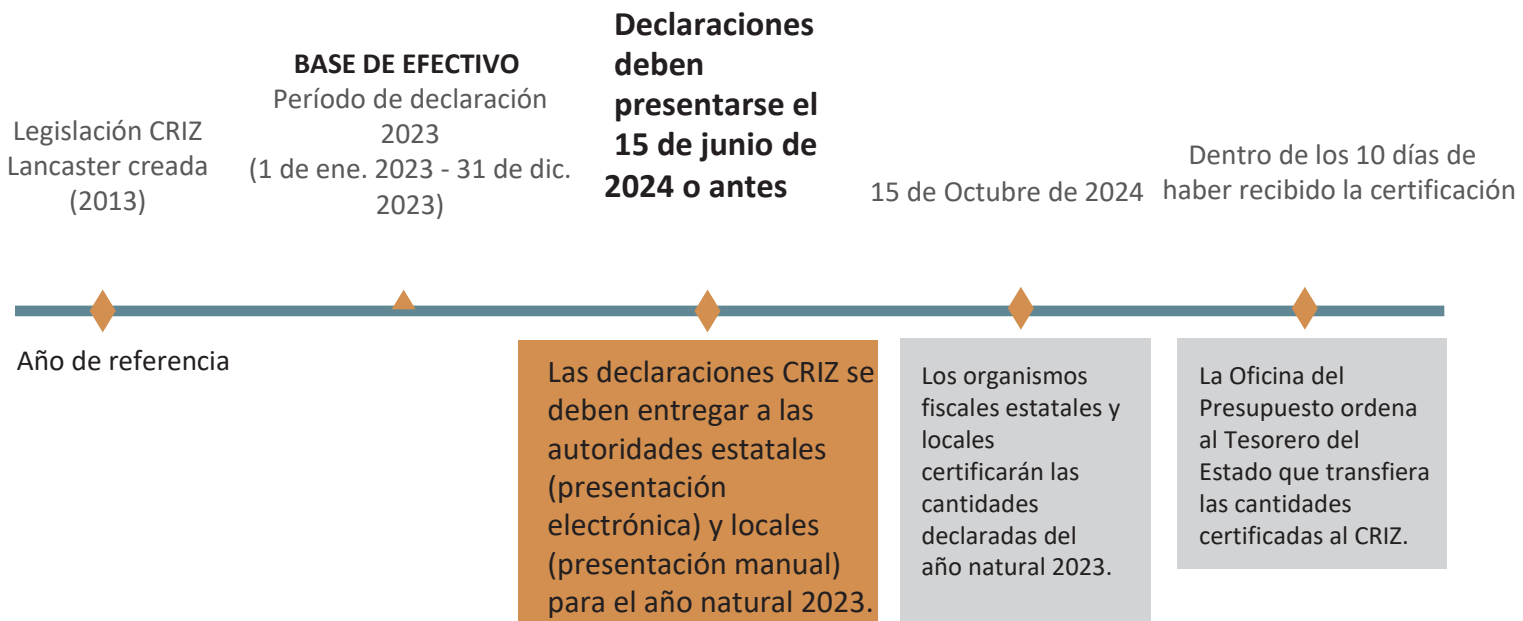 Legislación CRIZ
Lancaster creada
(2013)
BASE DE EFECTIVO
Período de declaración
2023
(1 de ene. 2023 - 31 de dic.
2023)
Declaraciones
deben
presentarse el
15 de junio de
2024 o antes
15 de Octubre de 2024
Dentro de los 10 días de
haber recibido la certificación
Año de referencia
Las declaraciones CRIZ se
deben entregar a las
autoridades estatales
(presentación
electrónica) y locales
(presentación manual)
para el año natural 2023.
Los organismos
fiscales estatales y
locales
certificarán las
cantidades
declaradas del
año natural 2023.
La Oficina del
Presupuesto ordena
al Tesorero del
Estado que transfiera
las cantidades
certificadas al CRIZ.